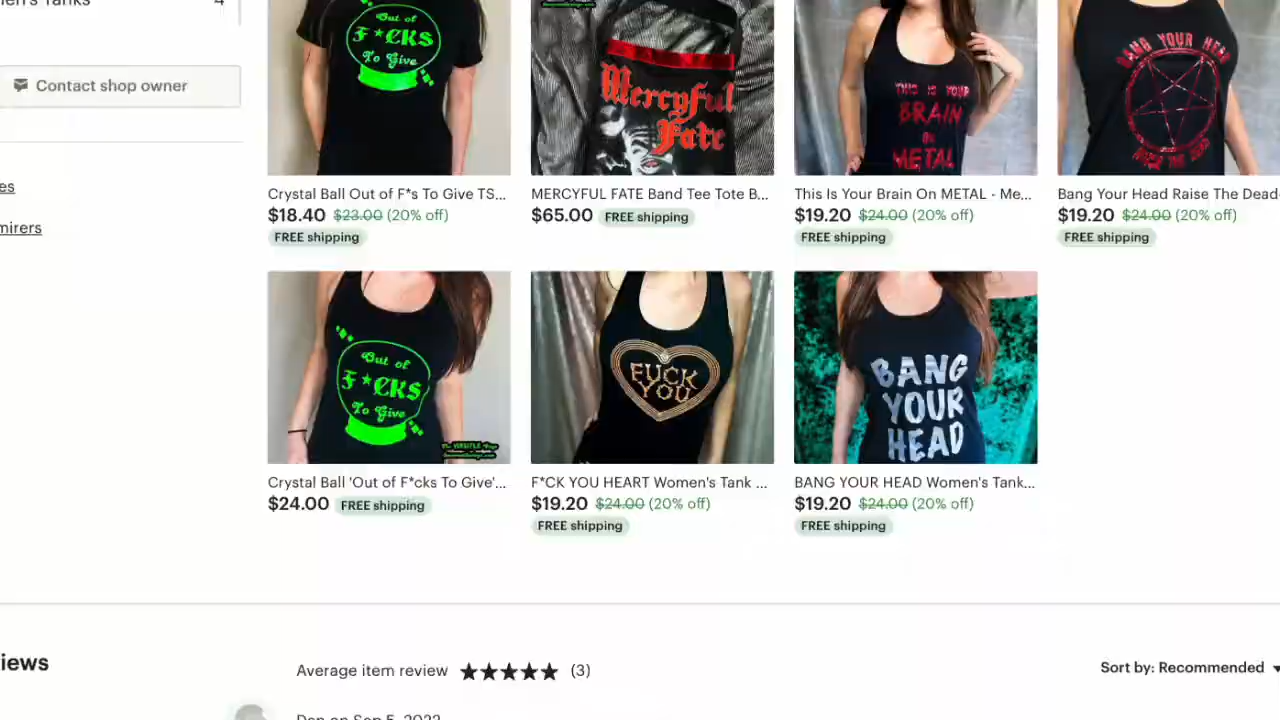 4
Contact shop owner
es
mirers
Out of
F*CKS
To Give
Crystal Ball Out of F*s To Give TS...
$18.40 $23.00 (20% off)
FREE shipping
Mercyful
Fate
MERCYFUL FATE Band Tee Tote B...
$65.00 FREE shipping
THIS IS YOUR
BRAIN
ON
METAL
This Is Your Brain On METAL - Me...
$19.20 $24.00 (20% off)
FREE shipping
BANG YOUR HEAD
RAISE THE DEAD
Bang Your Head Raise The Dead-
$19.20 $24.00 (20% off)
FREE shipping
Out of
F*CKS
To Give
Crystal Ball 'Out of F*cks To Give'...
$24.00 FREE shipping
FUCK
YOU
F*CK YOU HEART Women's Tank ...
$19.20 $24.00 (20% off)
FREE shipping
BANG
YOUR
HEAD
BANG YOUR HEAD Women's Tank...
$19.20 $24.00 (20% off)
FREE shipping
iews
Average item review ★★★★★ (3)
Sort by: Recommended